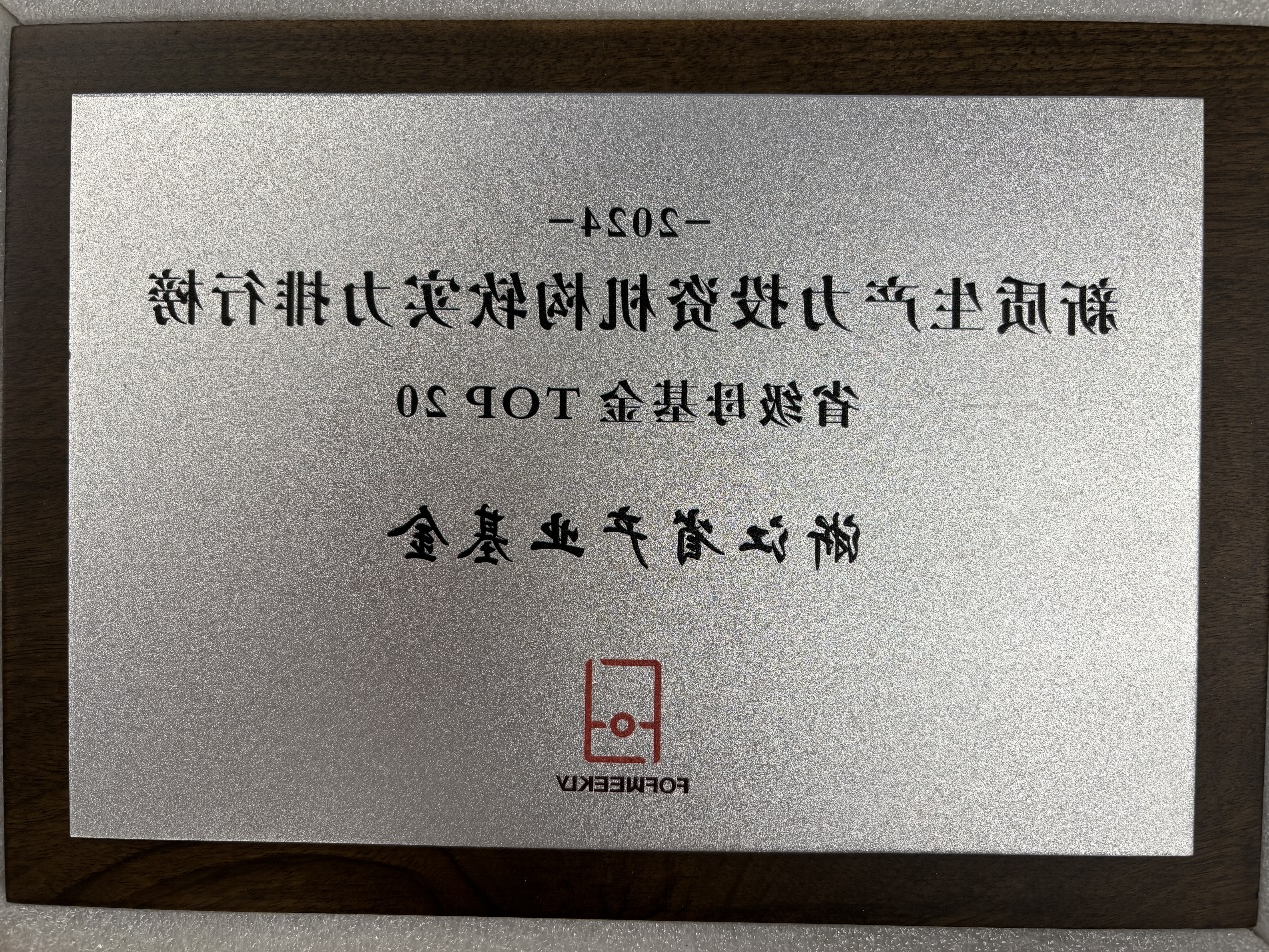 -2024-
新质生产力投资机构软实力排行榜
省级母基金 TOP 20
浙江省产业基金
FOFWEEKLY